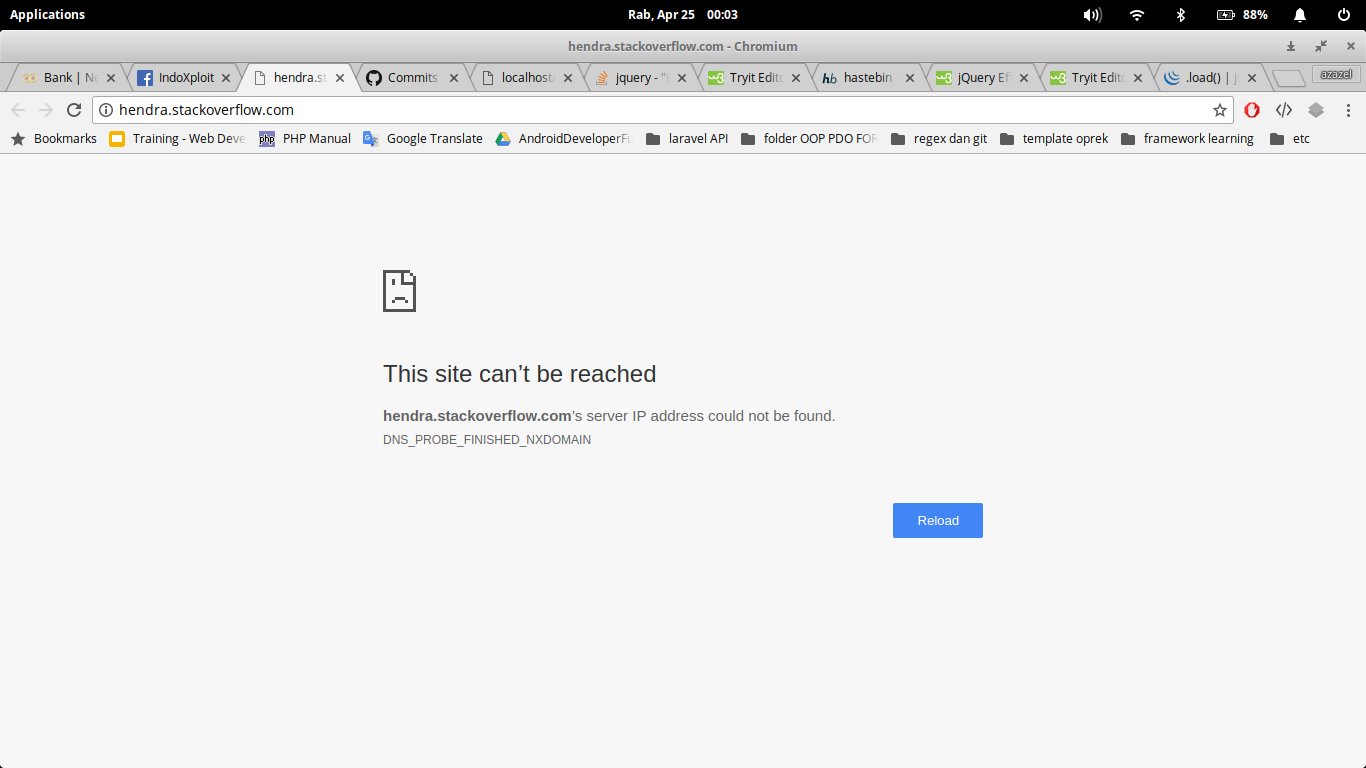 Applications Rab, Apr 25 00:03 88%
hendra.stackoverflow.com - Chromium
Bank | Ne IndoXploit hendra.st Commits localhost/ jquery - "L Tryit Edito hastebin jQuery Eff Tryit Edito .load() | j azazel
hendra.stackoverflow.com
Bookmarks Training - Web Deve php PHP Manual Google Translate AndroidDeveloperFu laravel API folder OOP PDO FOR regex dan git template oprek framework learning etc
This site can’t be reached
hendra.stackoverflow.com’s server IP address could not be found.
DNS_PROBE_FINISHED_NXDOMAIN
Reload